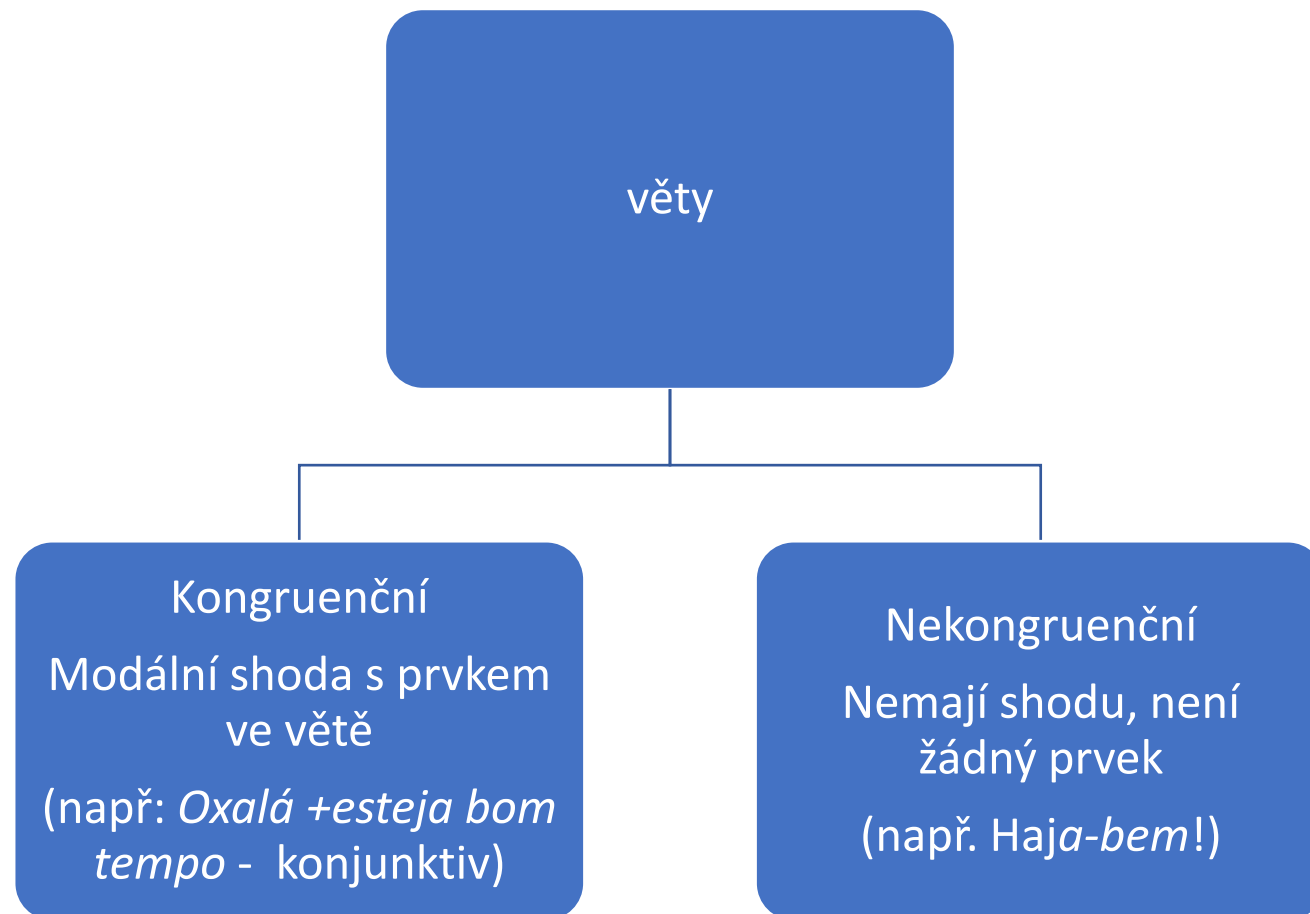 věty
Kongruenční
Modální shoda s prvkem
ve větě
(např: Oxalá +esteja bom
tempo - konjunktiv)
Nekongruenční
Nemají shodu, není
žádný prvek
(např. Haja-bem!)